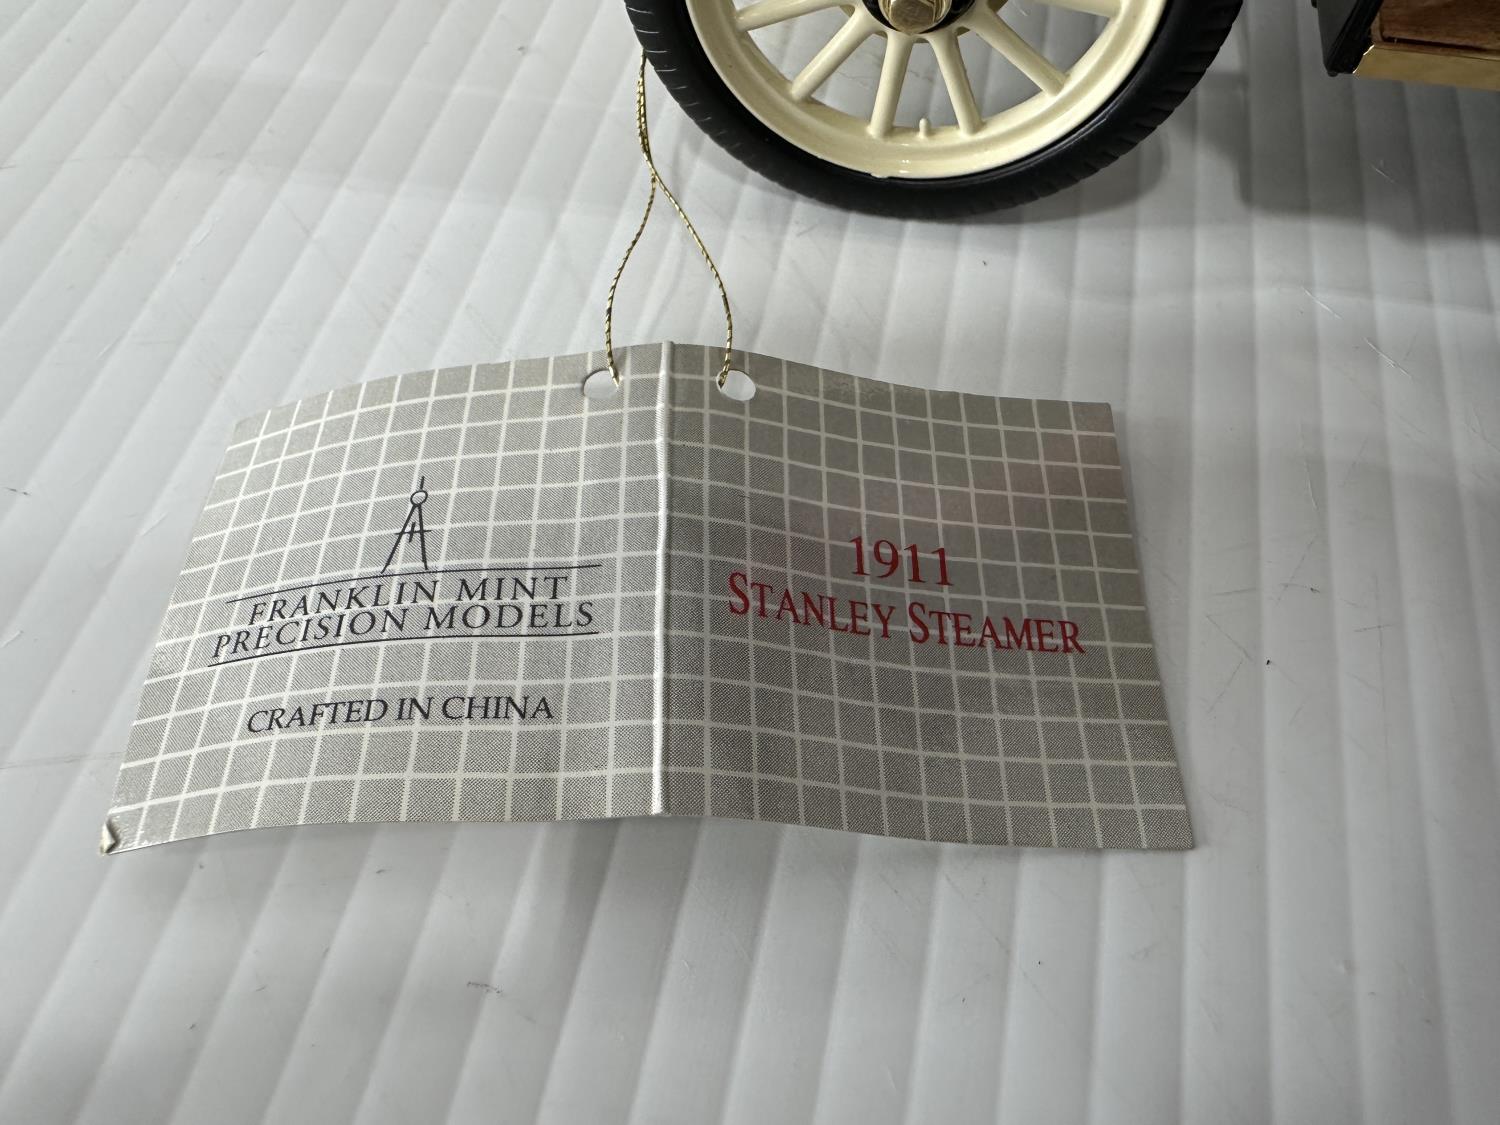 FRANKLIN MINT
PRECISION MODELS
CRAFTED IN CHINA
1911
STANLEY STEAMER